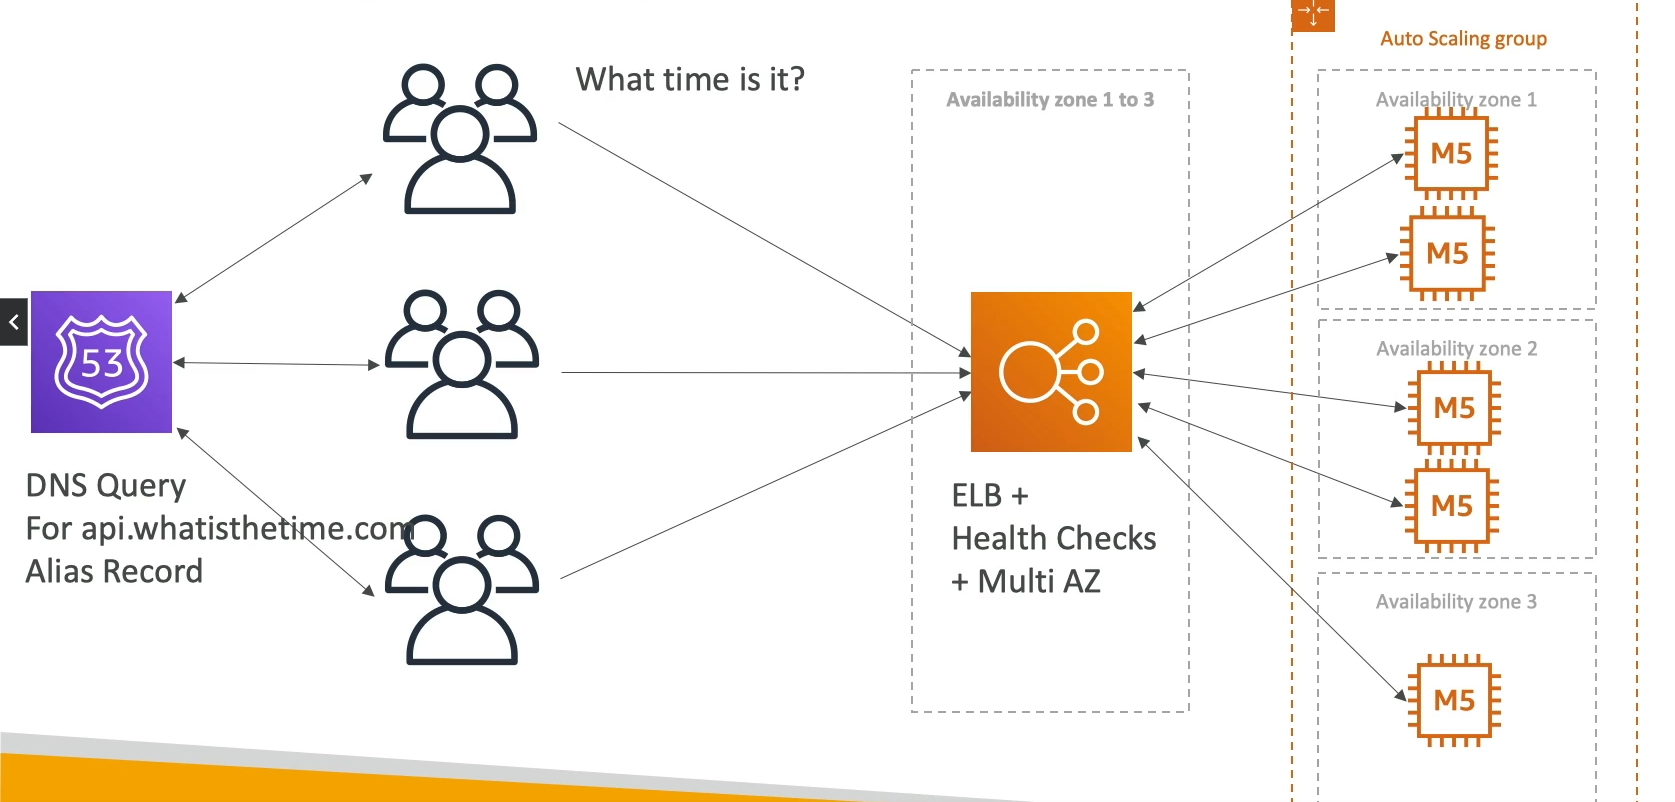 What time is it?
53
DNS Query
For api.whatisthetime.com
Alias Record
Availability zone 1 to 3
ELB +
Health Checks
+ Multi AZ
Auto Scaling group
Availability zone 1
M5
M5
Availability zone 2
M5
M5
Availability zone 3
M5